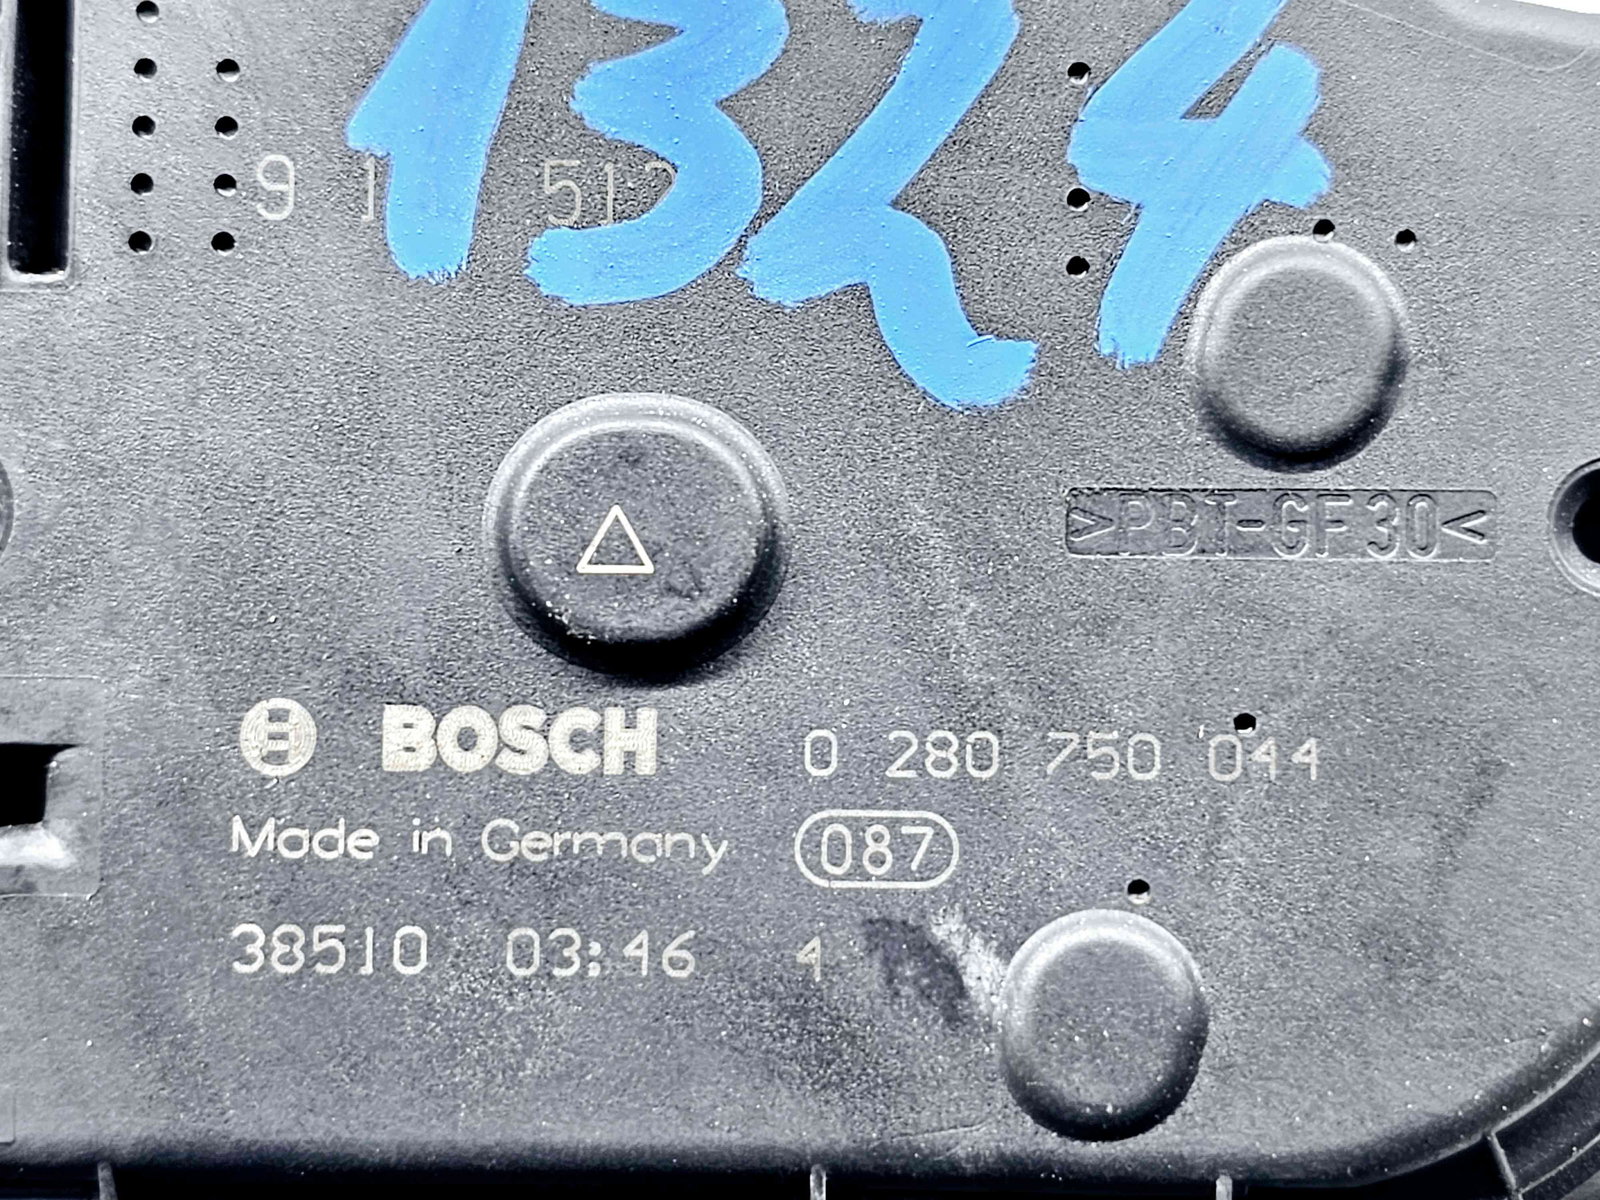 1324
9 1 512
>PBT-GF30<
BOSCH 0 280 750 044
Made in Germany 087
38510 03:46 4